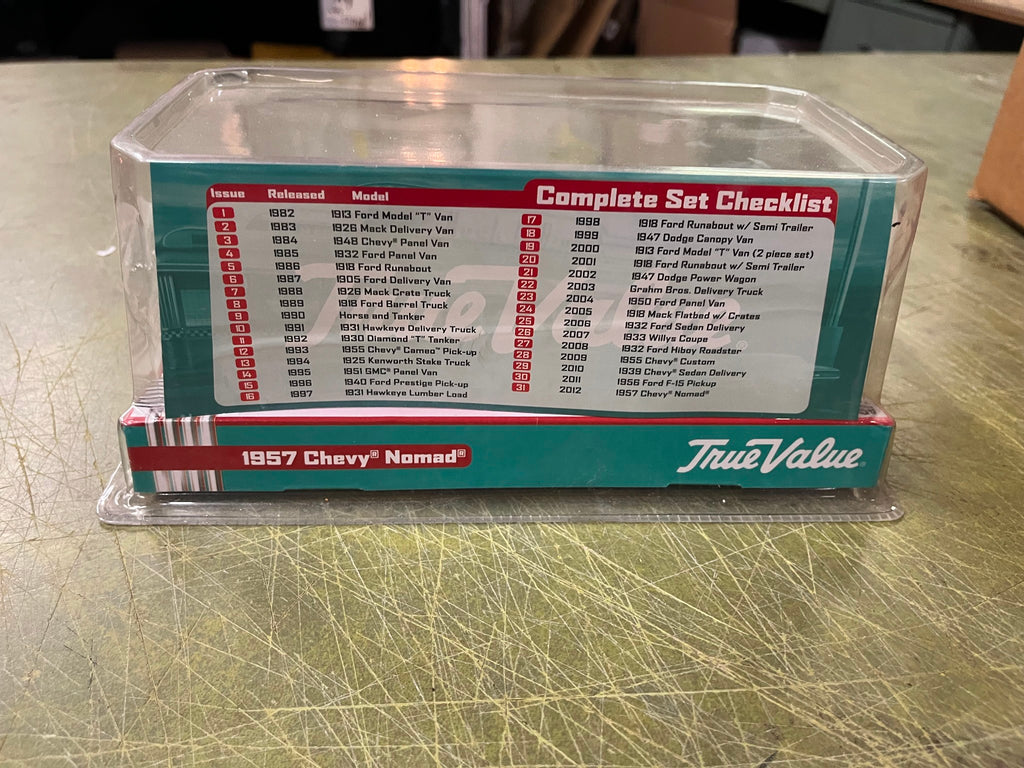 Complete Set Checklist
Issue Released Model
1 1982 1913 Ford Model "T" Van
2 1983 1926 Mack Delivery Van
3 1984 1948 Chevy® Panel Van
4 1985 1932 Ford Panel Van
5 1986 1918 Ford Runabout
6 1987 1905 Ford Delivery Van
7 1988 1926 Mack Crate Truck
8 1989 1918 Ford Barrel Truck
9 1990 Horse and Tanker
10 1991 1931 Hawkeye Delivery Truck
11 1992 1930 Diamond "T" Tanker
12 1993 1955 Chevy® Cameo™ Pick-up
13 1994 1925 Kenworth Stake Truck
14 1995 1951 GMC® Panel Van
15 1996 1940 Ford Prestige Pick-up
16 1997 1931 Hawkeye Lumber Load
17 1998 1918 Ford Runabout w/ Semi Trailer
18 1999 1947 Dodge Canopy Van
19 2000 1913 Ford Model "T" Van (2 piece set)
20 2001 1918 Ford Runabout w/ Semi Trailer
21 2002 1947 Dodge Power Wagon
22 2003 Grahm Bros. Delivery Truck
23 2004 1950 Ford Panel Van
24 2005 1918 Mack Flatbed w/ Crates
25 2006 1932 Ford Sedan Delivery
26 2007 1933 Willys Coupe
27 2008 1932 Ford Hiboy Roadster
28 2009 1955 Chevy® Custom
29 2010 1939 Chevy® Sedan Delivery
30 2011 1956 Ford F-15 Pickup
31 2012 1957 Chevy® Nomad®
True Value®
1957 Chevy® Nomad®
True Value®